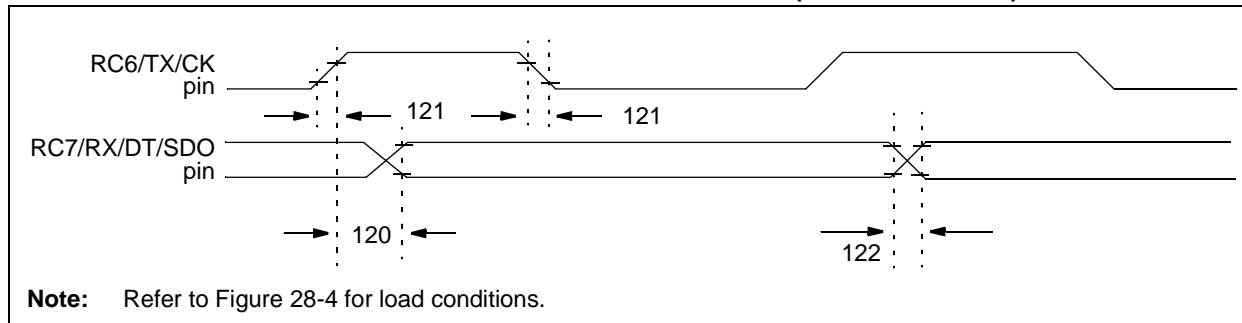 RC6/TX/CK
pin
121
121
RC7/RX/DT/SDO
pin
120
122
Note: Refer to Figure 28-4 for load conditions.